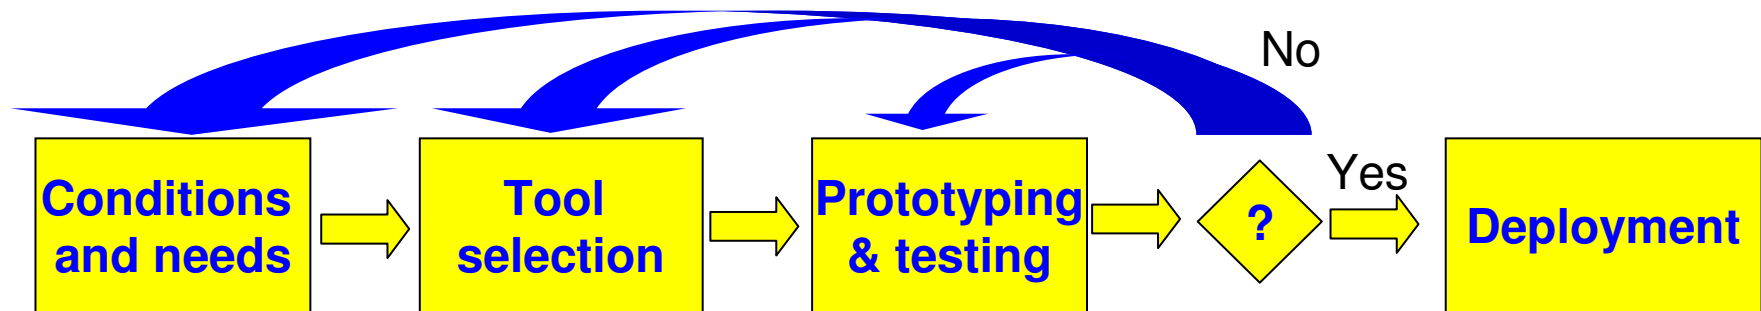 No
Yes
Conditions
and needs
Tool
selection
Prototyping
& testing
?
Deployment